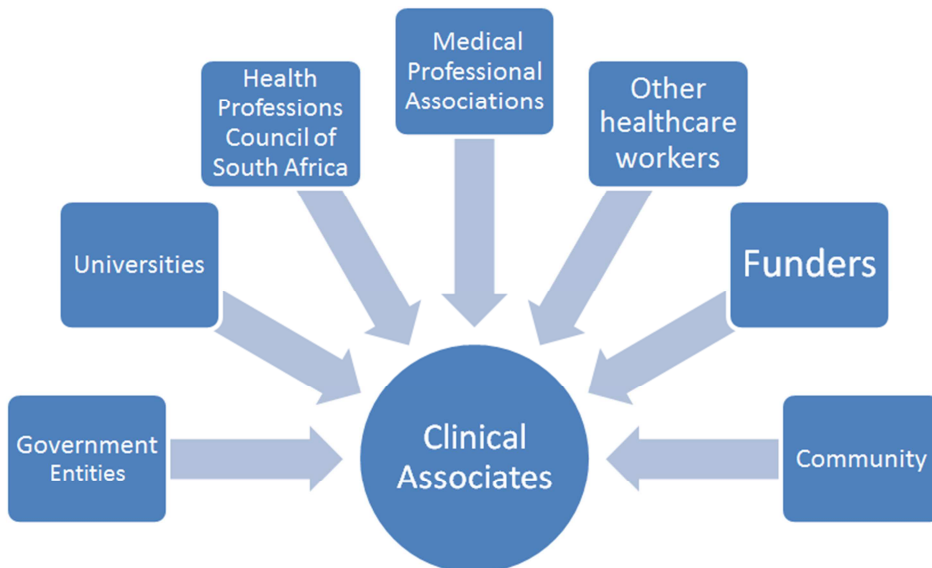 Medical
Professional
Associations
Health
Professions
Council of
South Africa
Other
healthcare
workers
Universities
Funders
Government
Entities
Clinical
Associates
Community